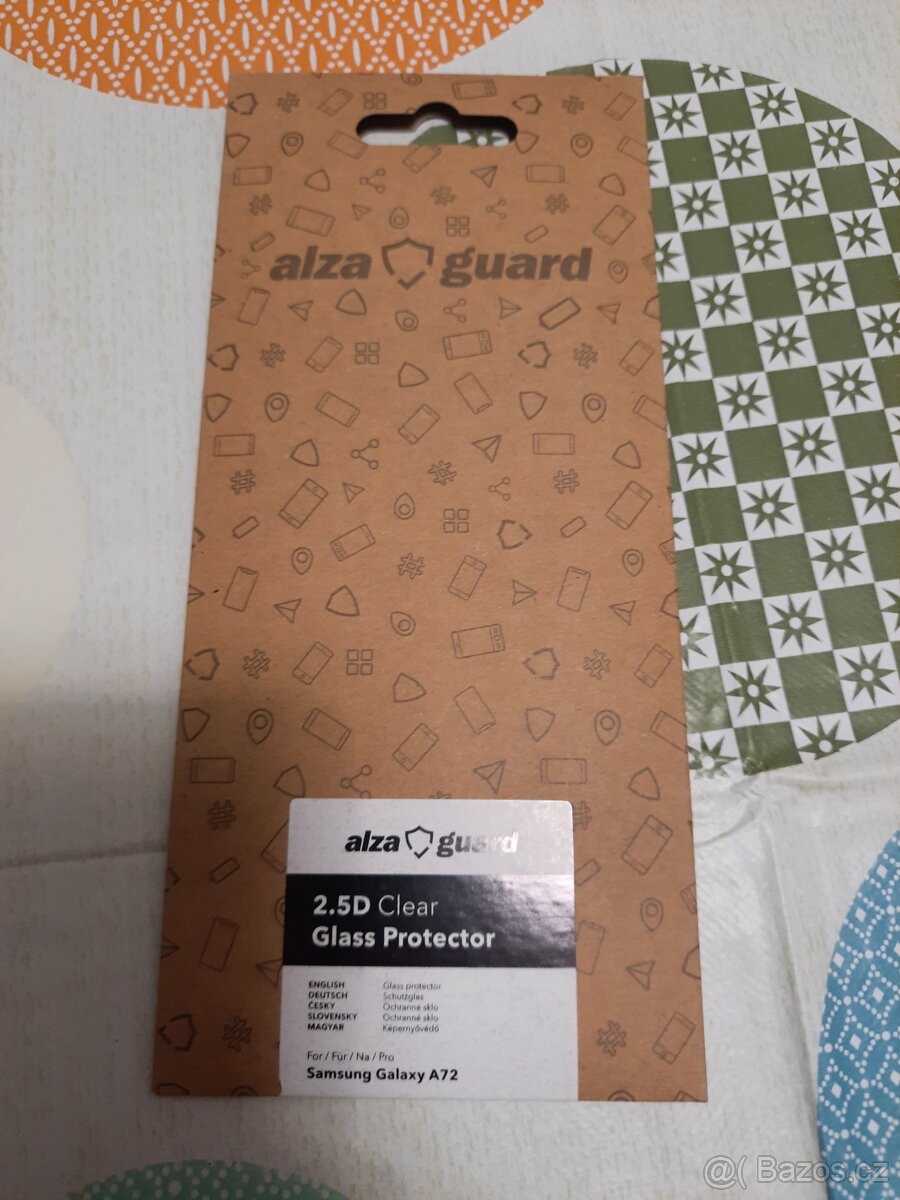 alza guard
alza guard
2.5D Clear
Glass Protector
ENGLISH Glass protector
DEUTSCH Schutzglas
ČESKY Ochranné sklo
SLOVENSKY Ochranné sklo
MAGYAR Képernyővédő
For / Für / Na / Pro
Samsung Galaxy A72
@( Bazos.cz